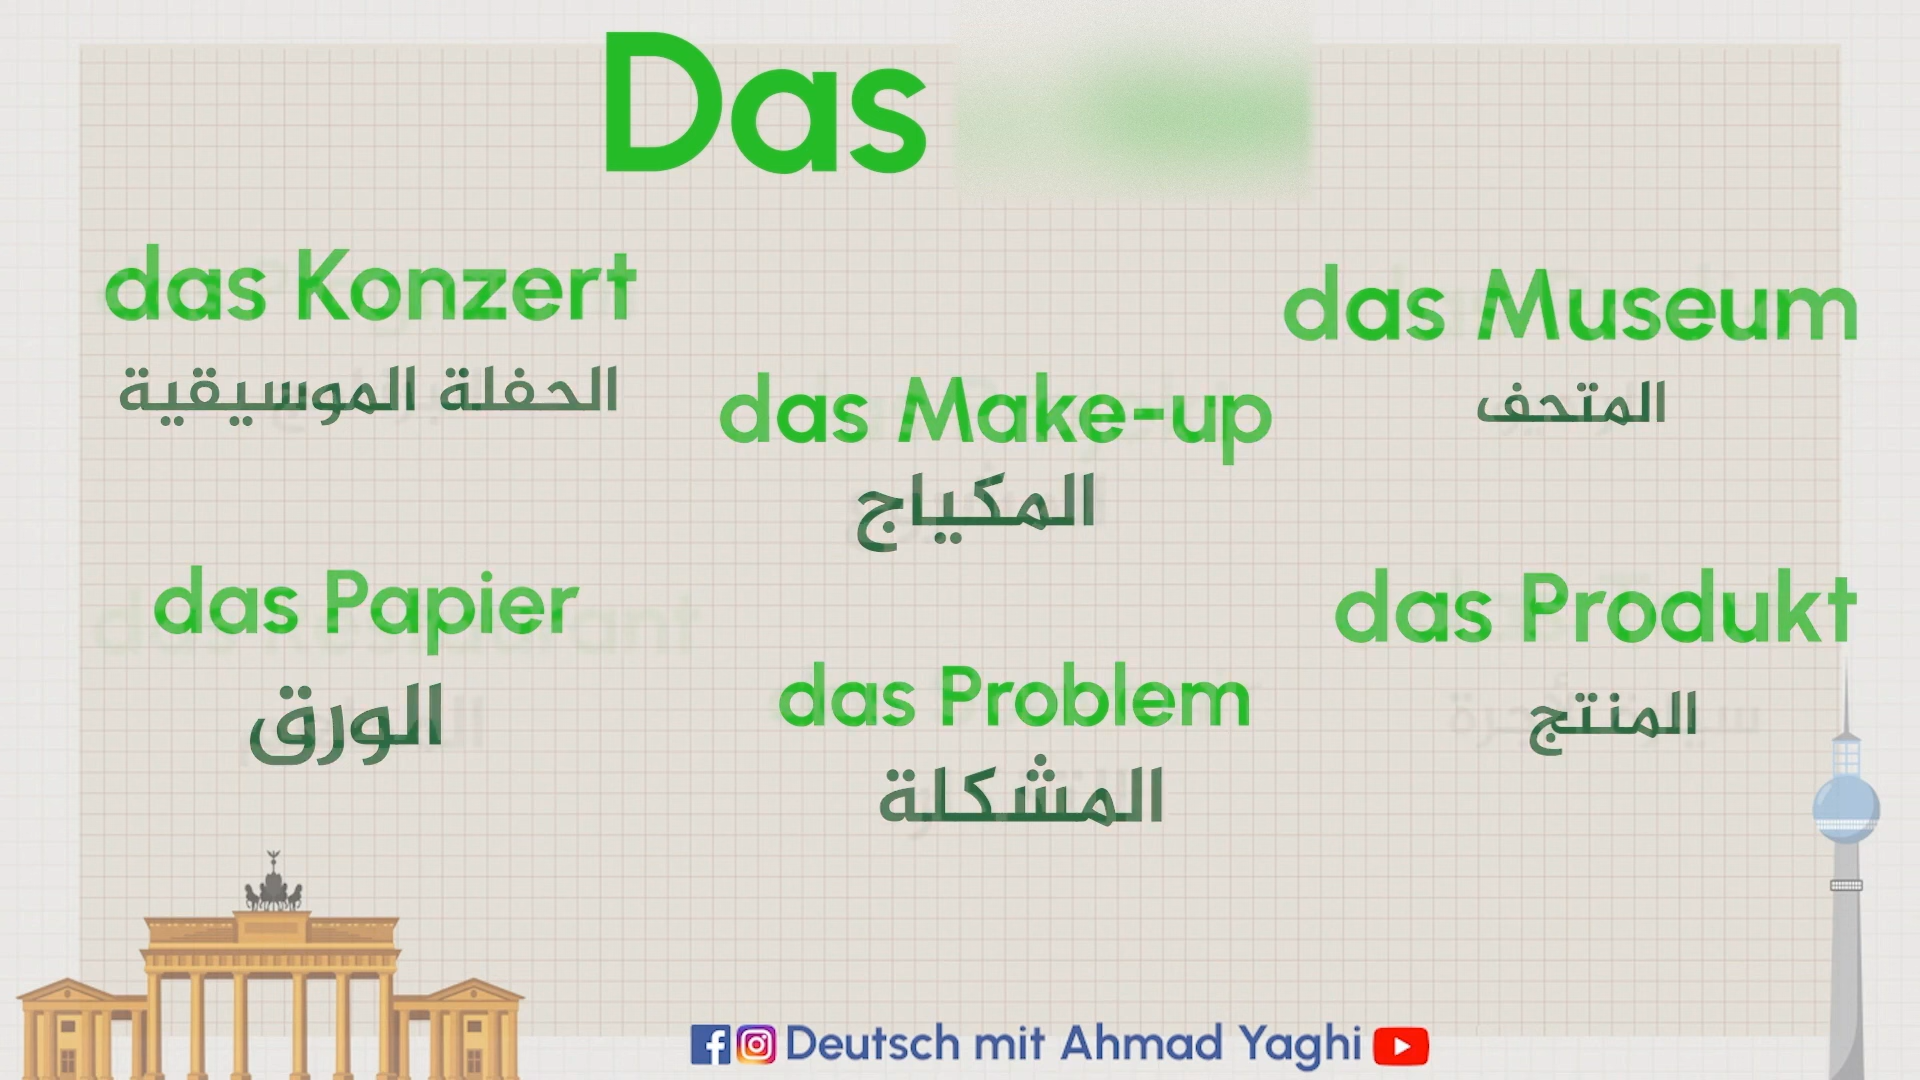 Das
das Konzert
الحفلة الموسيقية
das Make-up
المكياج
das Museum
المتحف
das Papier
الورق
das Problem
المشكلة
das Produkt
المنتج
Deutsch mit Ahmad Yaghi